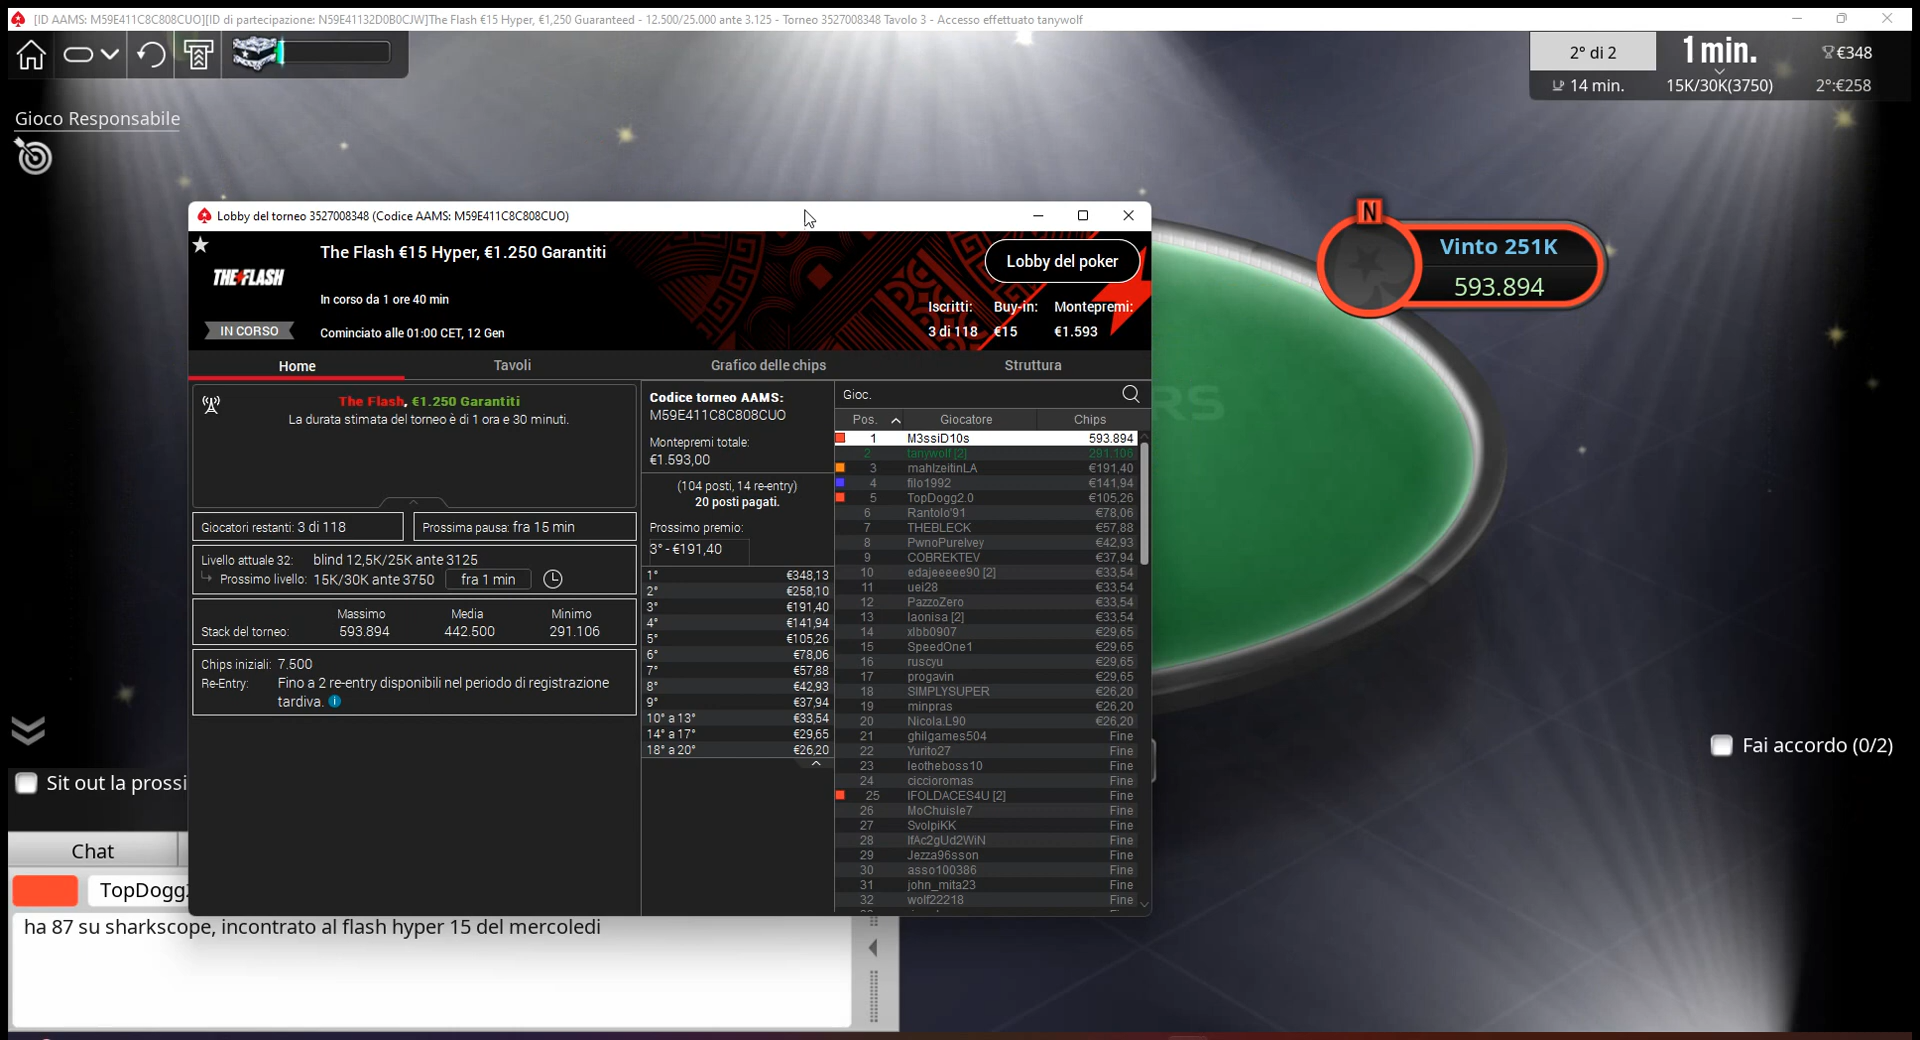 [ID AAMS: M59E411C8C808CUO][ID di partecipazione: N59E41132D0B0CJW]The Flash €15 Hyper, €1,250 Guaranteed - 12.500/25.000 ante 3.125 - Torneo 3527008348 Tavolo 3 - Accesso effettuato tanywolf
2° di 2
1 min.
€348
14 min.
15K/30K(3750)
2°:€258
Gioco Responsabile
N
Vinto 251K
593.894
Lobby del torneo 3527008348 (Codice AAMS: M59E411C8C808CUO)
The Flash €15 Hyper, €1.250 Garantiti
Lobby del poker
THE FLASH
In corso da 1 ore 40 min
Iscritti: Buy-in: Montepremi:
IN CORSO
Cominciato alle 01:00 CET, 12 Gen
3 di 118 €15 €1.593
Home Tavoli Grafico delle chips Struttura
The Flash, €1.250 Garantiti
La durata stimata del torneo è di 1 ora e 30 minuti.
Giocatori restanti: 3 di 118
Prossima pausa: fra 15 min
Livello attuale 32: blind 12,5K/25K ante 3125
Prossimo livello: 15K/30K ante 3750 fra 1 min
Massimo Media Minimo
Stack del torneo: 593.894 442.500 291.106
Chips iniziali: 7.500
Re-Entry: Fino a 2 re-entry disponibili nel periodo di registrazione
tardiva.
Codice torneo AAMS:
M59E411C8C808CUO
Montepremi totale:
€1.593,00
(104 posti, 14 re-entry)
20 posti pagati.
Prossimo premio:
3° - €191,40
1° €348,13
2° €258,10
3° €191,40
4° €141,94
5° €105,26
6° €78,06
7° €57,88
8° €42,93
9° €37,94
10° a 13° €33,54
14° a 17° €29,65
18° a 20° €26,20
Gioc.
Pos. Giocatore Chips
1 M3ssiD10s 593.894
2 tanywolf [2] 291.106
3 mahlzeitinLA €191,40
4 filo1992 €141,94
5 TopDogg2.0 €105,26
6 Rantolo'91 €78,06
7 THEBLECK €57,88
8 PwnoPurelvey €42,93
9 COBREKTEV €37,94
10 edajeeeee90 [2] €33,54
11 uei28 €33,54
12 PazzoZero €33,54
13 laonisa [2] €33,54
14 xlbb0907 €29,65
15 SpeedOne1 €29,65
16 ruscyu €29,65
17 progavin €29,65
18 SIMPLYSUPER €26,20
19 minpras €26,20
20 Nicola.L90 €26,20
21 ghilgames504 Fine
22 Yurito27 Fine
23 leotheboss10 Fine
24 ciccioromas Fine
25 IFOLDACES4U [2] Fine
26 MoChuisle7 Fine
27 SvolpiKK Fine
28 IfAc2gUd2WiN Fine
29 Jezza96sson Fine
30 asso100386 Fine
31 john_mita23 Fine
32 wolf22218 Fine
RS
Fai accordo (0/2)
Sit out la prossi
Chat
TopDogg
ha 87 su sharkscope, incontrato al flash hyper 15 del mercoledi